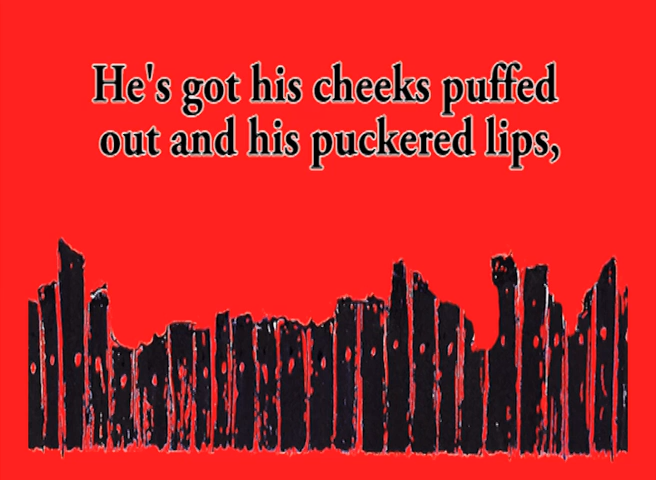 He's got his cheeks puffed
out and his puckered lips,